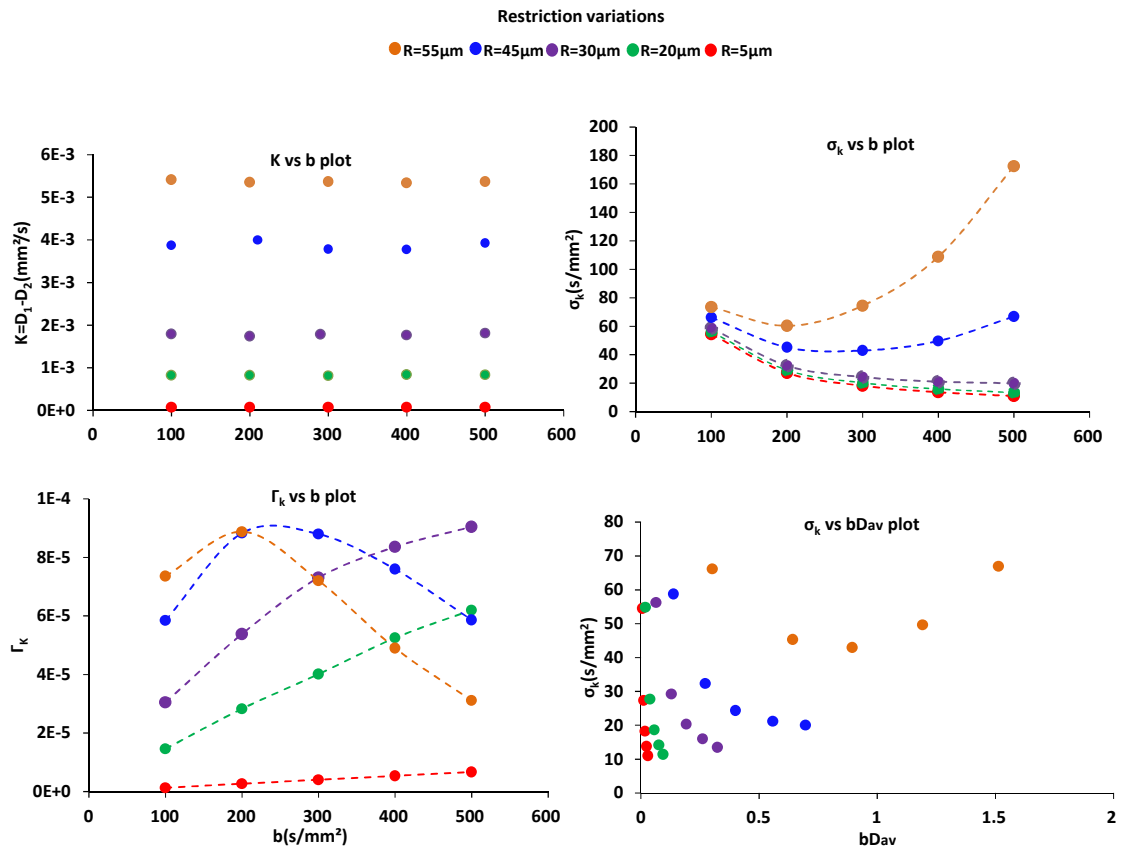 Restriction variations
R=55µm R=45µm R=30µm R=20µm R=5µm
K vs b plot
K=D₁-D₂(mm²/s)
6E-3
5E-3
4E-3
3E-3
2E-3
1E-3
0E+0
0 100 200 300 400 500 600
σₖ vs b plot
σₖ(s/mm²)
200
180
160
140
120
100
80
60
40
20
0
0 100 200 300 400 500 600
Γₖ vs b plot
Γₖ
1E-4
8E-5
6E-5
4E-5
2E-5
0E+0
0 100 200 300 400 500 600
b(s/mm²)
σₖ vs bDav plot
σₖ(s/mm²)
80
70
60
50
40
30
20
10
0
0 0.5 1 1.5 2
bDav